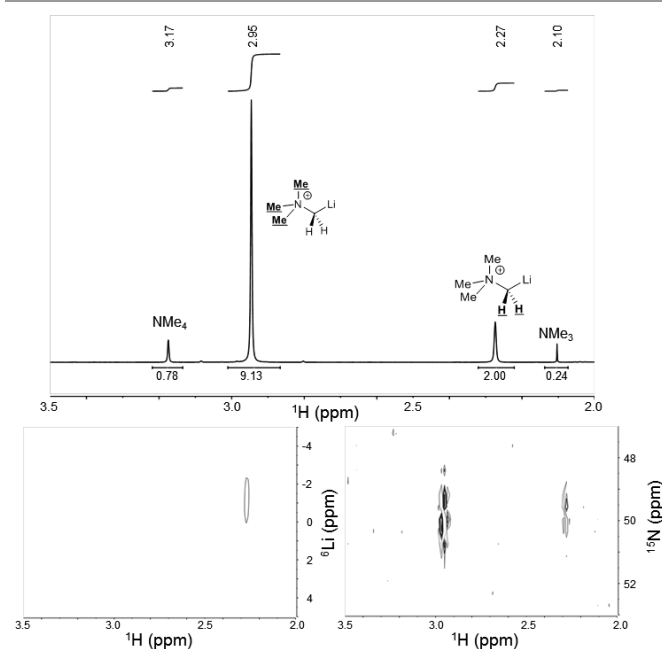 3.17 2.95 2.27 2.10
Me
Me N ⊕ Li
Me H H
Me
Me N ⊕ Li
Me
H H
NMe4
NMe3
0.78 9.13 2.00 0.24
3.5 3.0 2.5 2.0
¹H (ppm)
-4
-2
0
2
4
⁶Li (ppm)
3.5 3.0 2.5 2.0
¹H (ppm)
48
50
52
¹⁵N (ppm)
3.5 3.0 2.5 2.0
¹H (ppm)